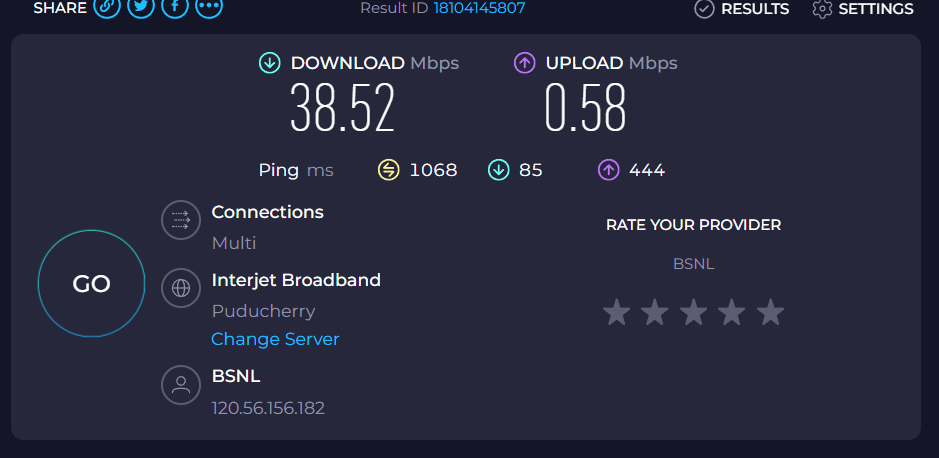 SHARE
Result ID 18104145807
RESULTS
SETTINGS
DOWNLOAD Mbps
38.52
UPLOAD Mbps
0.58
Ping ms 1068 85 444
GO
Connections
Multi
Interjet Broadband
Puducherry
Change Server
BSNL
120.56.156.182
RATE YOUR PROVIDER
BSNL